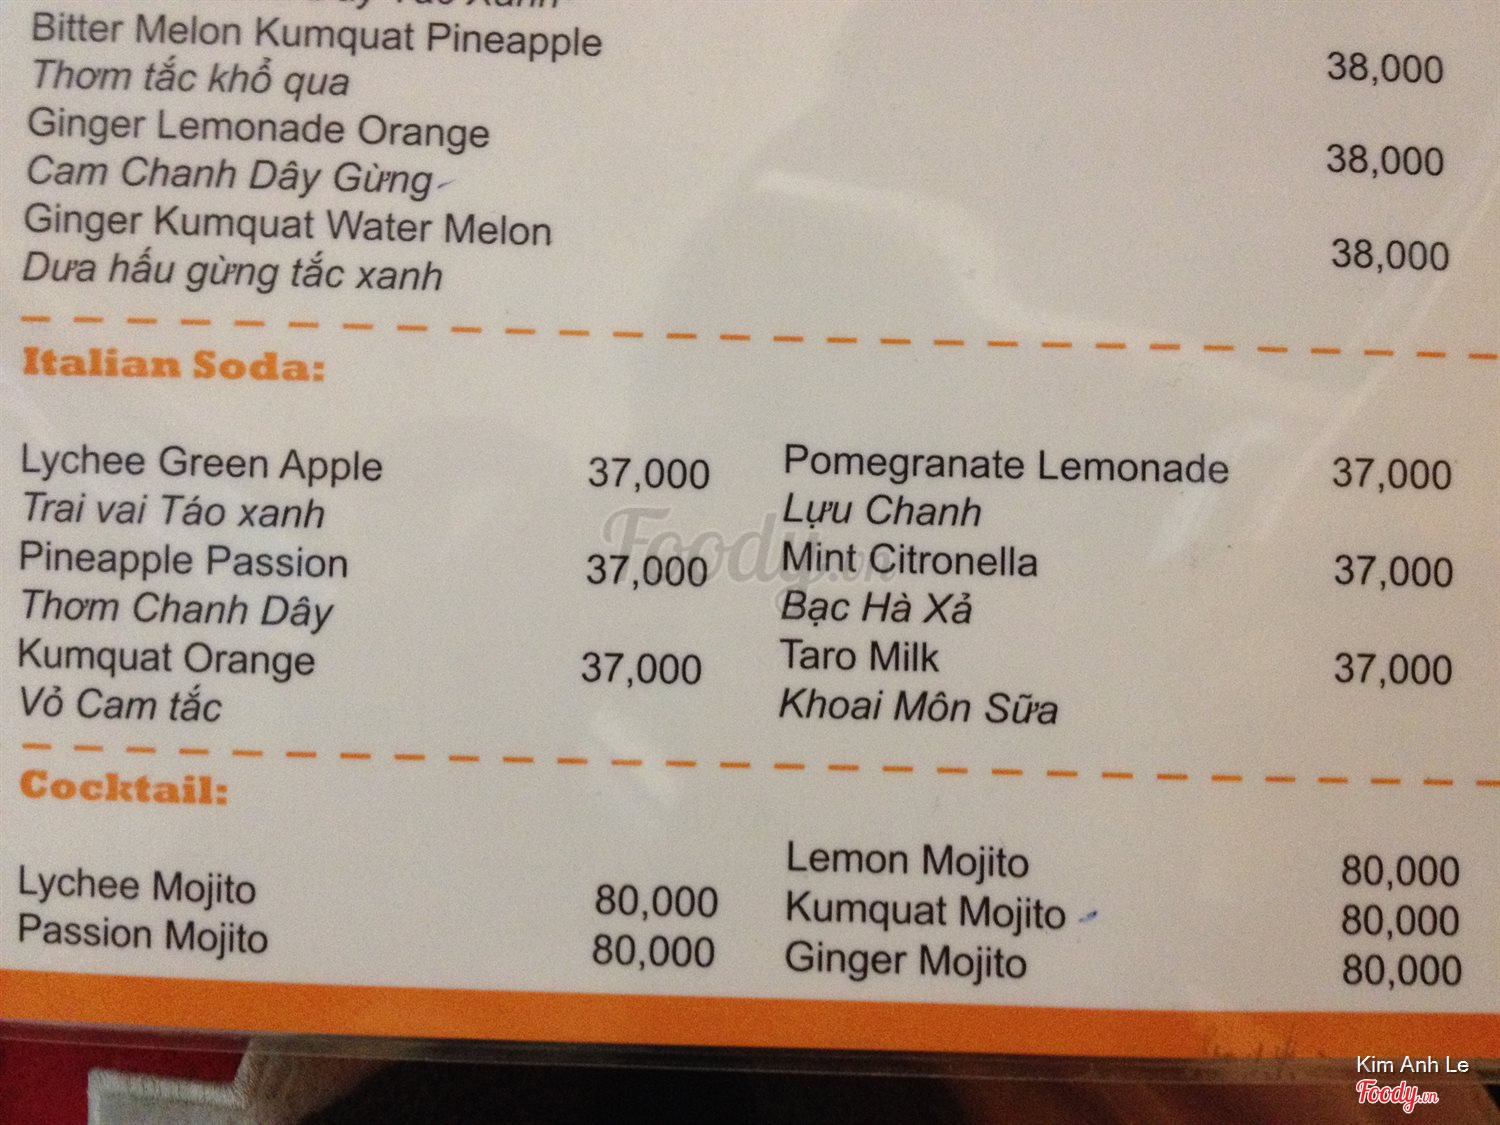 Bitter Melon Kumquat Pineapple 38,000
Thơm tắc khổ qua
Ginger Lemonade Orange 38,000
Cam Chanh Dây Gừng
Ginger Kumquat Water Melon 38,000
Dưa hấu gừng tắc xanh
Italian Soda:
Lychee Green Apple 37,000
Trai vai Táo xanh
Pineapple Passion 37,000
Thơm Chanh Dây
Kumquat Orange 37,000
Vỏ Cam tắc
Pomegranate Lemonade 37,000
Lựu Chanh
Mint Citronella 37,000
Bạc Hà Xả
Taro Milk 37,000
Khoai Môn Sữa
Foody.vn
Cocktail:
Lychee Mojito 80,000
Passion Mojito 80,000
Lemon Mojito 80,000
Kumquat Mojito 80,000
Ginger Mojito 80,000
Kim Anh Le
Foody.vn